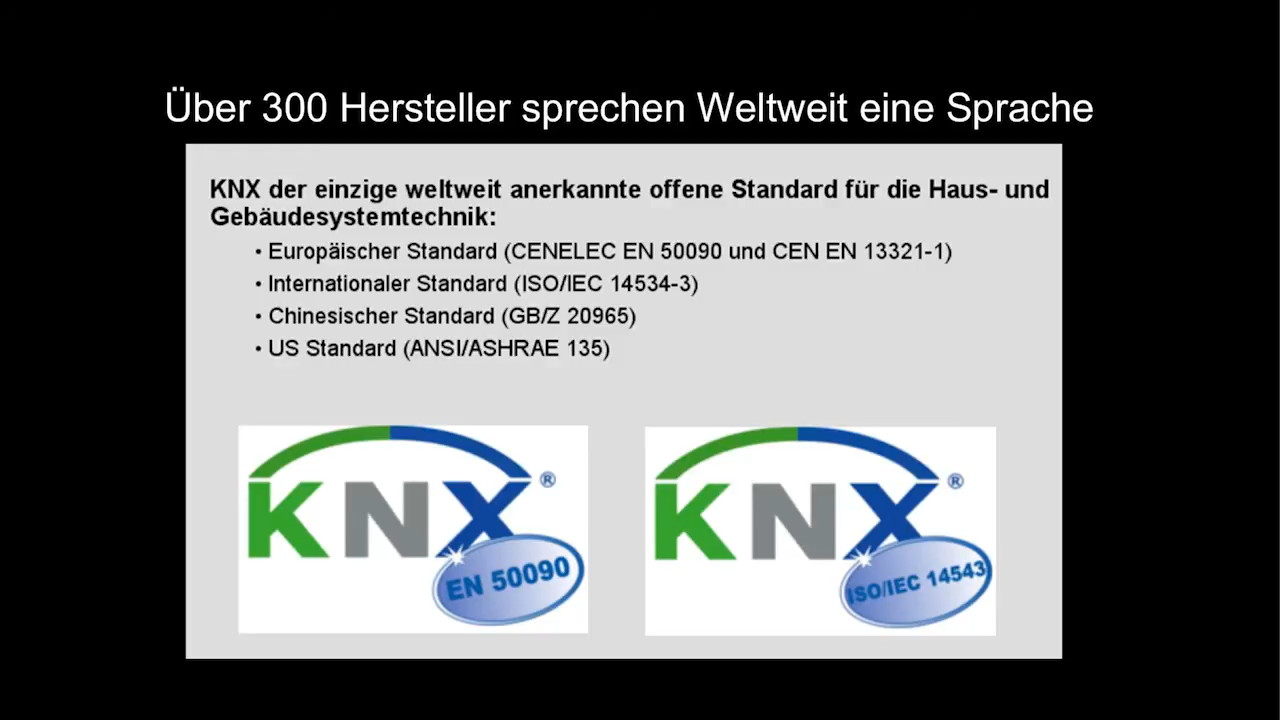 Über 300 Hersteller sprechen Weltweit eine Sprache
KNX der einzige weltweit anerkannte offene Standard für die Haus- und
Gebäudesystemtechnik:
• Europäischer Standard (CENELEC EN 50090 und CEN EN 13321-1)
• Internationaler Standard (ISO/IEC 14534-3)
• Chinesischer Standard (GB/Z 20965)
• US Standard (ANSI/ASHRAE 135)
KNX®
EN 50090
KNX®
ISO/IEC 14543